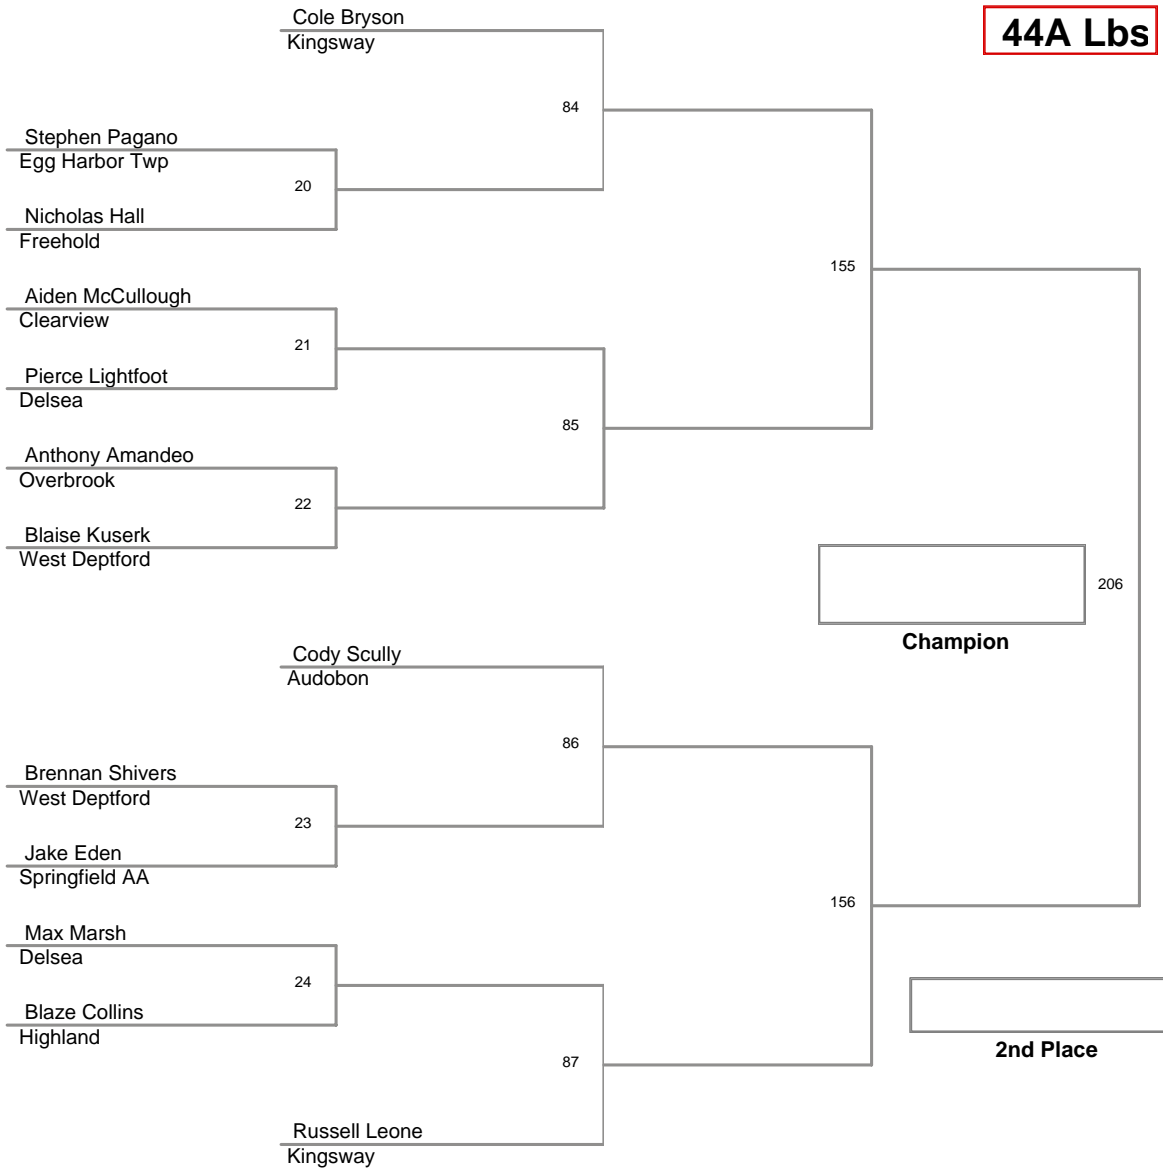 Cole Bryson
Kingsway
44A Lbs
84
Stephen Pagano
Egg Harbor Twp
20
Nicholas Hall
Freehold
155
Aiden McCullough
Clearview
21
Pierce Lightfoot
Delsea
85
Anthony Amandeo
Overbrook
22
Blaise Kuserk
West Deptford
206
Champion
Cody Scully
Audobon
86
Brennan Shivers
West Deptford
23
Jake Eden
Springfield AA
156
Max Marsh
Delsea
24
Blaze Collins
Highland
2nd Place
87
Russell Leone
Kingsway